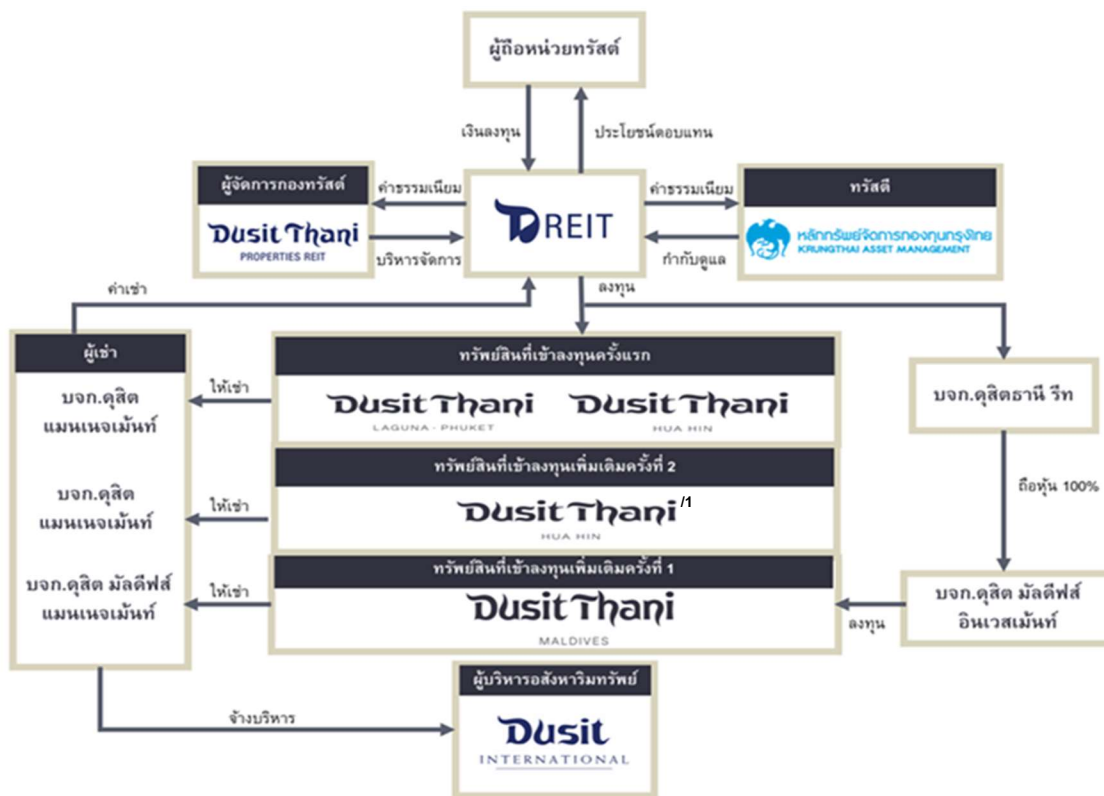 ผู้ถือหน่วยทรัสต์
เงินลงทุน
ประโยชน์ตอบแทน
ผู้จัดการกองทรัสต์
Dusit Thani
PROPERTIES REIT
ค่าธรรมเนียม
บริหารจัดการ
DREIT
ค่าธรรมเนียม
กำกับดูแล
ทรัสตี
หลักทรัพย์จัดการกองทุนกรุงไทย
KRUNGTHAI ASSET MANAGEMENT
ค่าเช่า
ลงทุน
ผู้เช่า
บจก.ดุสิต
แมนเนจเม้นท์
บจก.ดุสิต
แมนเนจเม้นท์
บจก.ดุสิต มัลดีฟส์
แมนเนจเม้นท์
ให้เช่า
ให้เช่า
ให้เช่า
ทรัพย์สินที่เข้าลงทุนครั้งแรก
Dusit Thani
LAGUNA - PHUKET
Dusit Thani
HUA HIN
ทรัพย์สินที่เข้าลงทุนเพิ่มเติมครั้งที่ 2
Dusit Thani /1
HUA HIN
ทรัพย์สินที่เข้าลงทุนเพิ่มเติมครั้งที่ 1
Dusit Thani
MALDIVES
บจก.ดุสิตธานี รีท
ถือหุ้น 100%
บจก.ดุสิต มัลดีฟส์
อินเวสเม้นท์
ลงทุน
จ้างบริหาร
ผู้บริหารอสังหาริมทรัพย์
Dusit
INTERNATIONAL